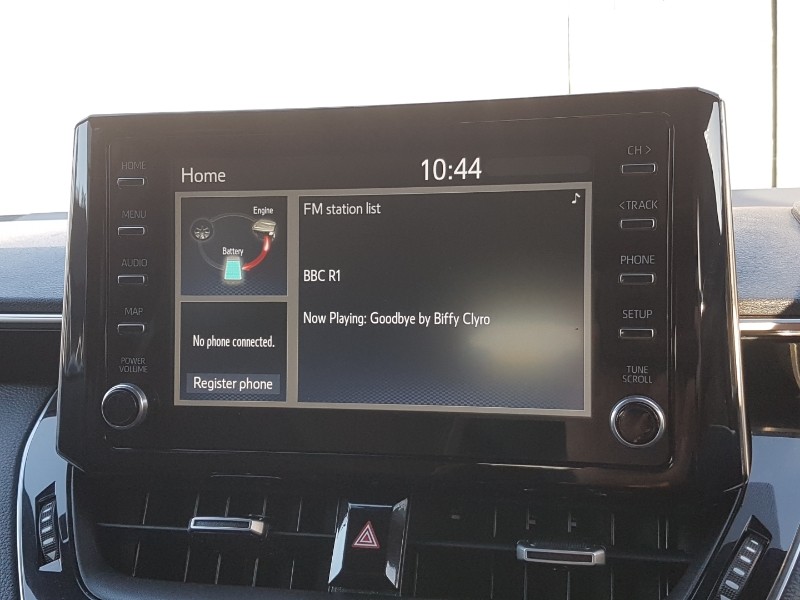 HOME
MENU
AUDIO
MAP
POWER
VOLUME
Home
10:44
Engine
Battery
No phone connected.
Register phone
FM station list
BBC R1
Now Playing: Goodbye by Biffy Clyro
CH >
< TRACK
PHONE
SETUP
TUNE
SCROLL